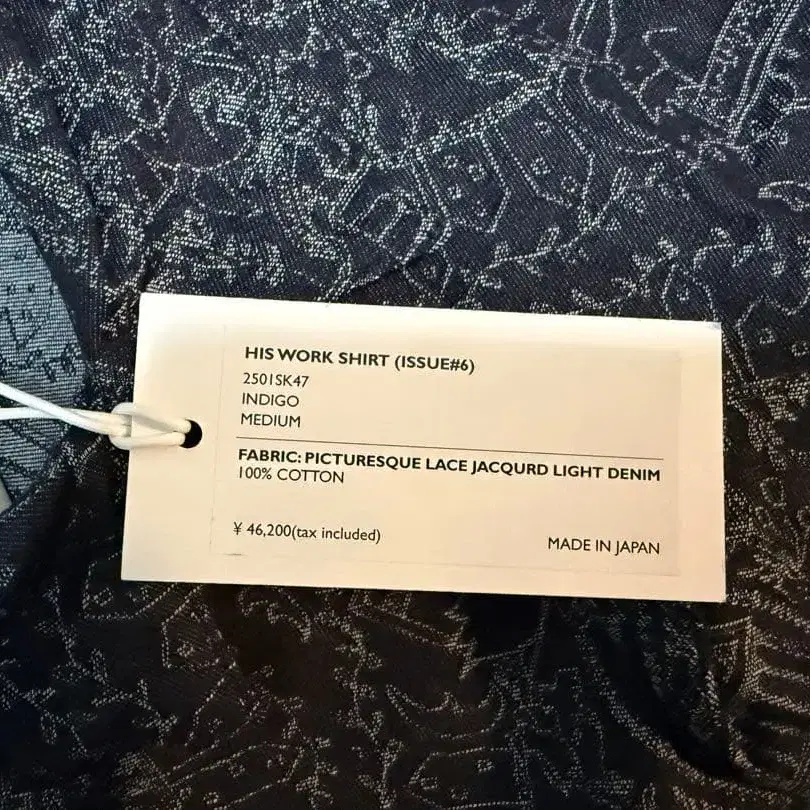 HIS WORK SHIRT (ISSUE#6)
2501SK47
INDIGO
MEDIUM
FABRIC: PICTURESQUE LACE JACQURD LIGHT DENIM
100% COTTON
¥ 46,200(tax included)
MADE IN JAPAN